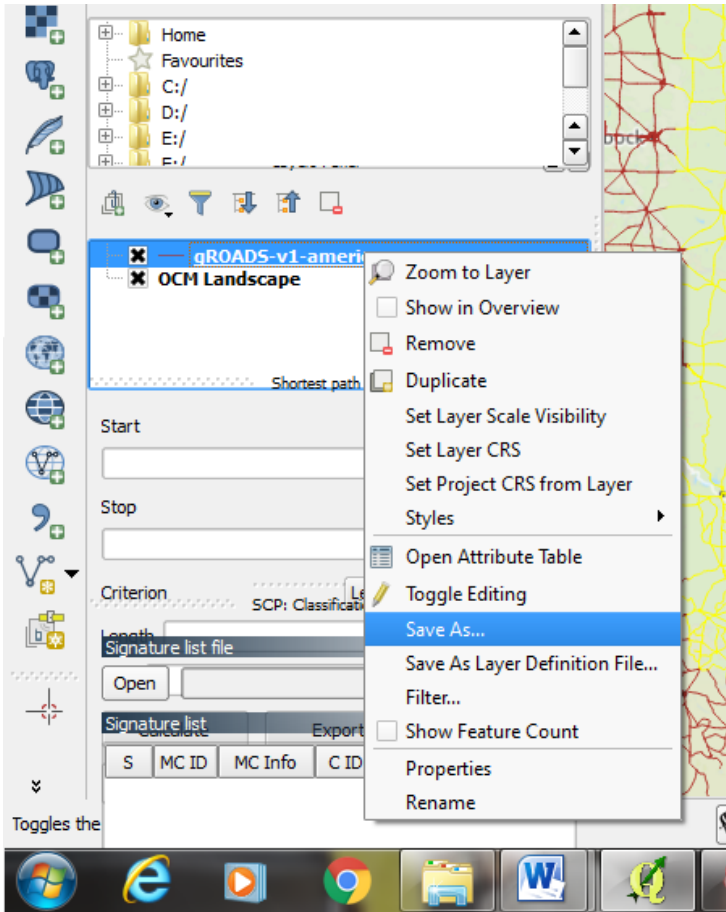 Home
Favourites
C:/
D:/
E:/
bock
gROADS-v1-americ
OCM Landscape
Shortest path
Start
Stop
Criterion
SCP: Classificati
Length
Signature list file
Open
Signature list
Calculate
Export
S MC ID MC Info C ID
Toggles the
Zoom to Layer
Show in Overview
Remove
Duplicate
Set Layer Scale Visibility
Set Layer CRS
Set Project CRS from Layer
Styles
Open Attribute Table
Toggle Editing
Save As...
Save As Layer Definition File...
Filter...
Show Feature Count
Properties
Rename
W